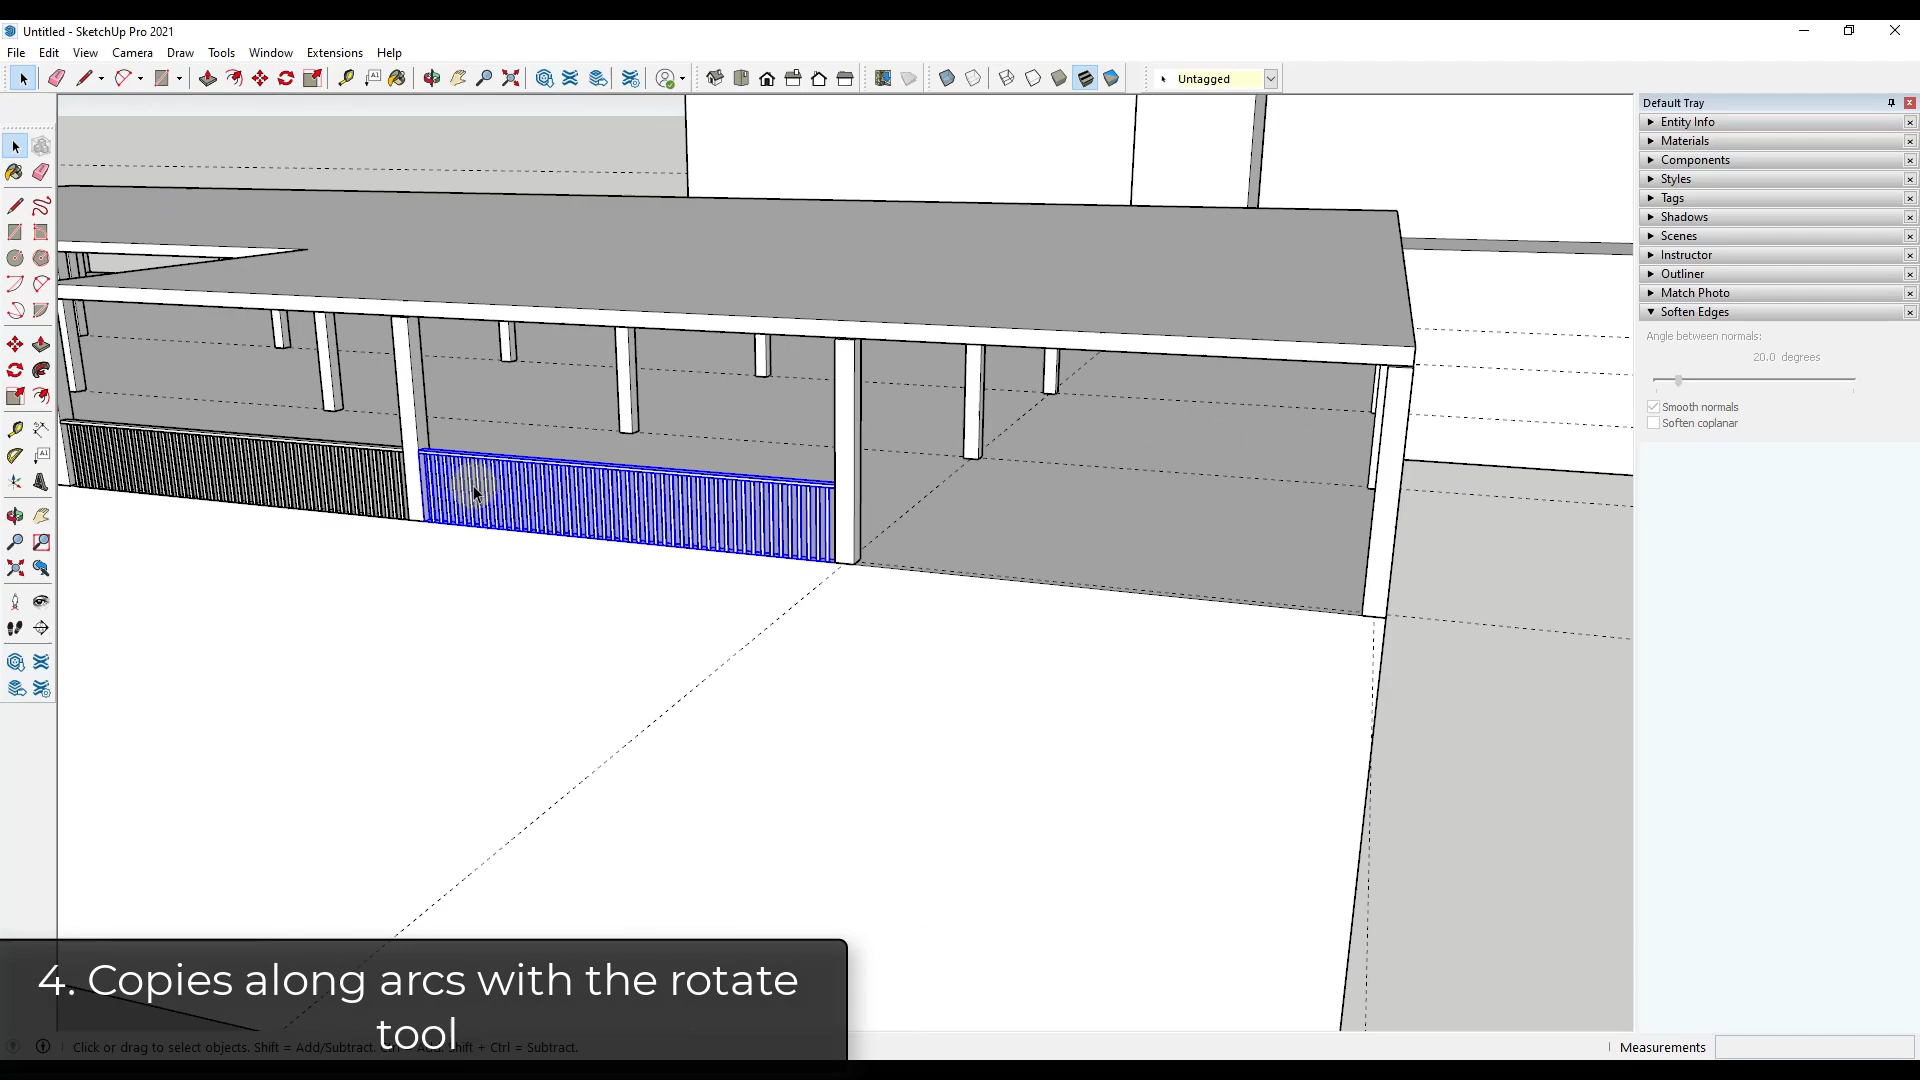 Untitled - SketchUp Pro 2021
File Edit View Camera Draw Tools Window Extensions Help
A1 Untagged
Default Tray
Entity Info
Materials
Components
Styles
Tags
Shadows
Scenes
Instructor
Outliner
Match Photo
Soften Edges
Angle between normals:
20.0 degrees
Smooth normals
Soften coplanar
A1
4. Copies along arcs with the rotate
tool
Click or drag to select objects. Shift = Add/Subtract. Shift + Ctrl = Subtract.
Measurements